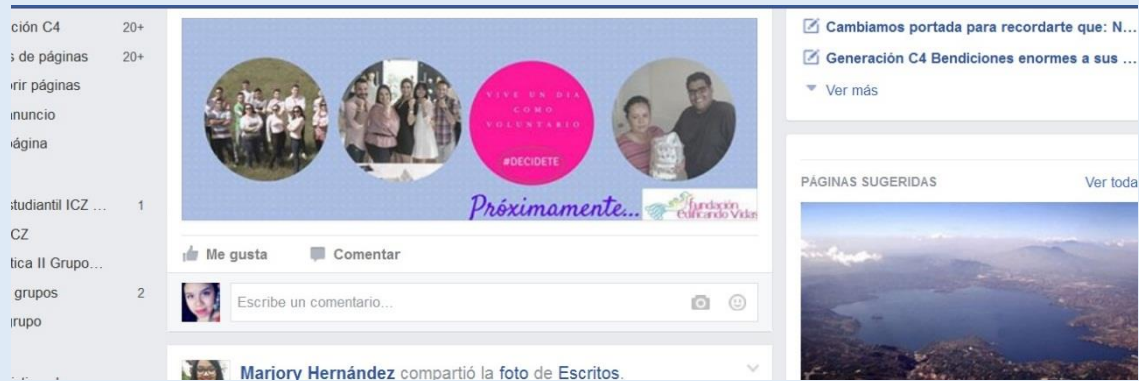 ción C4 20+
s de páginas 20+
rir páginas
nuncio
ágina
studiantil ICZ ... 1
CZ
tica II Grupo...
grupos 2
rupo
VIVE UN DIA
COMO
VOLUNTARIO
#DECIDETE
Próximamente...
fundación
Edificando Vidas
Me gusta
Comentar
Escribe un comentario...
Marjory Hernández compartió la foto de Escritos.
Cambiamos portada para recordarte que: N...
Generación C4 Bendiciones enormes a sus ...
Ver más
PÁGINAS SUGERIDAS Ver toda